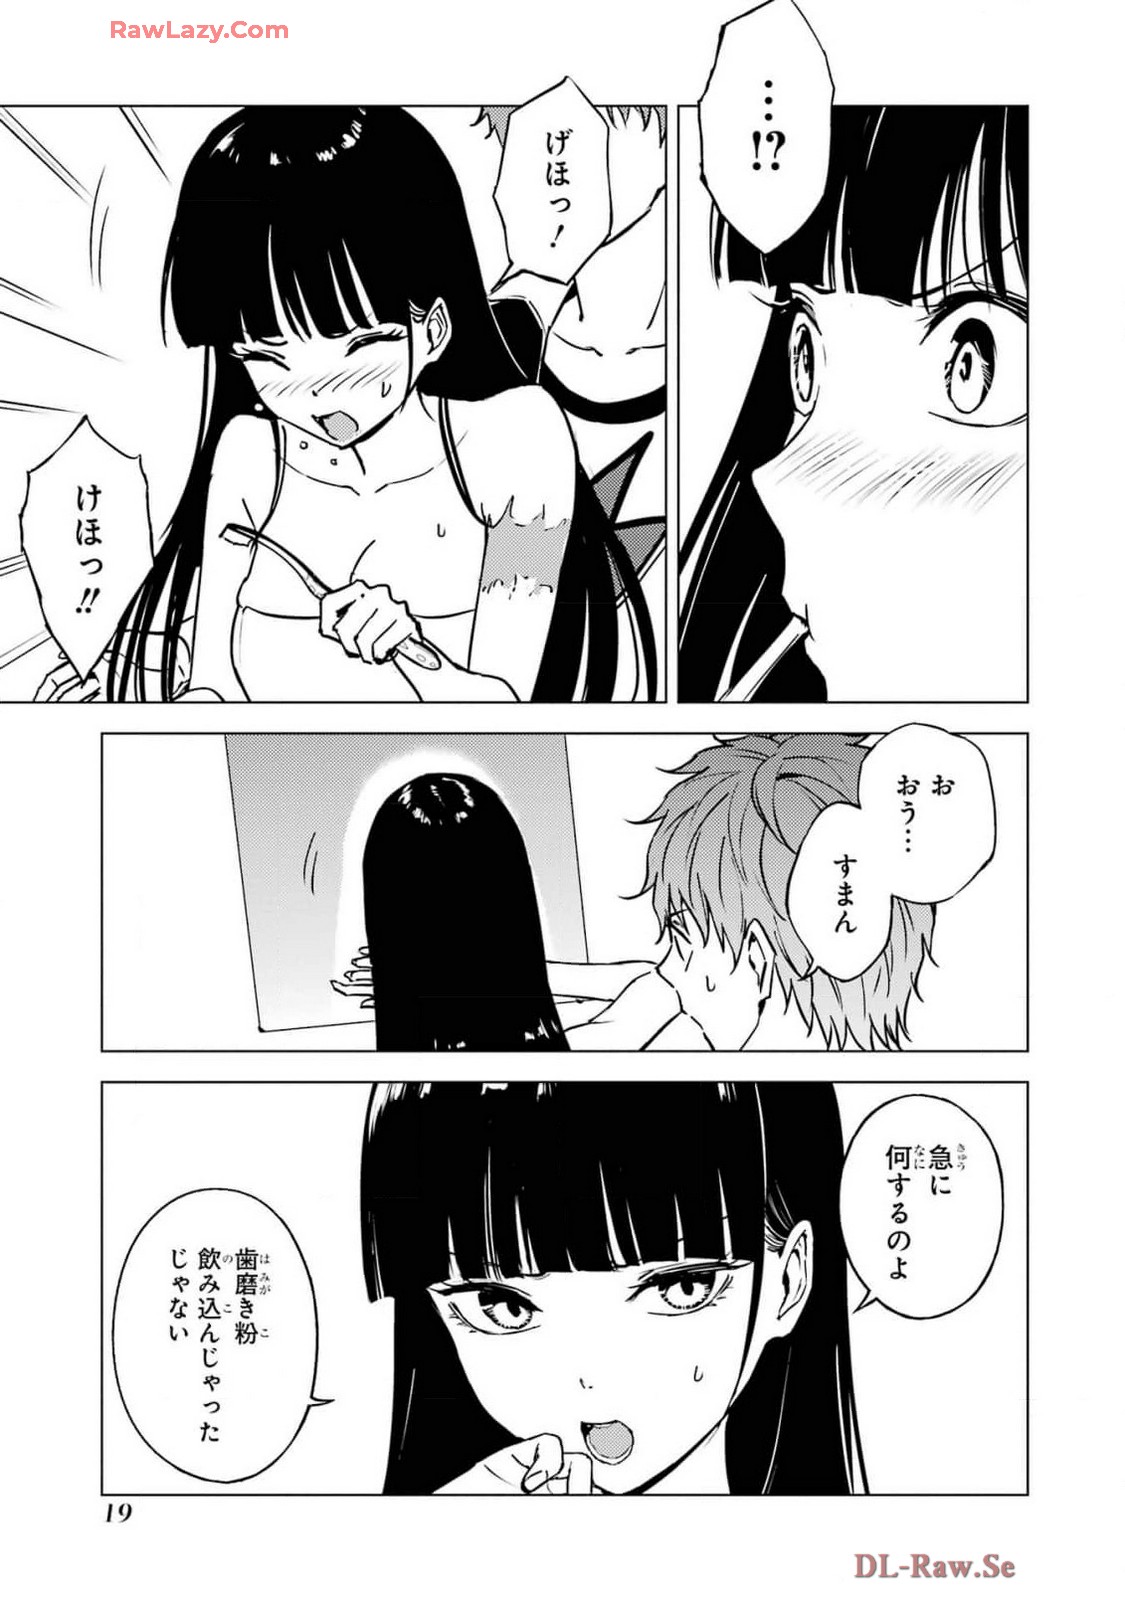 RawLazy.Com
…!?
げほっ！
けほっ!!
お
おう…
すまん
急に
何するのよ
歯磨き粉
飲み込んじゃった
じゃない
19
DL-Raw.Se